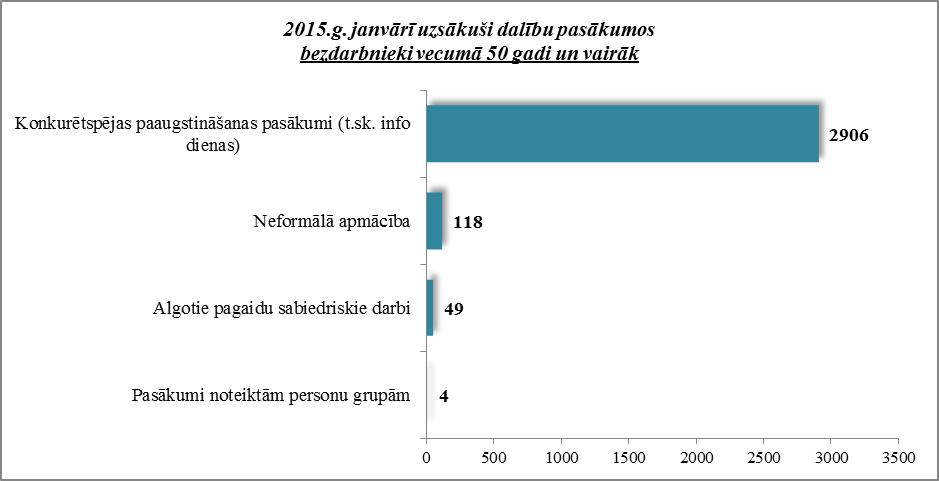 2015.g. janvārī uzsākuši dalību pasākumos
bezdarbnieki vecumā 50 gadi un vairāk
Konkurētspējas paaugstināšanas pasākumi (t.sk. info
dienas)
2906
Neformālā apmācība
118
Algotie pagaidu sabiedriskie darbi
49
Pasākumi noteiktām personu grupām
4
0 500 1000 1500 2000 2500 3000 3500